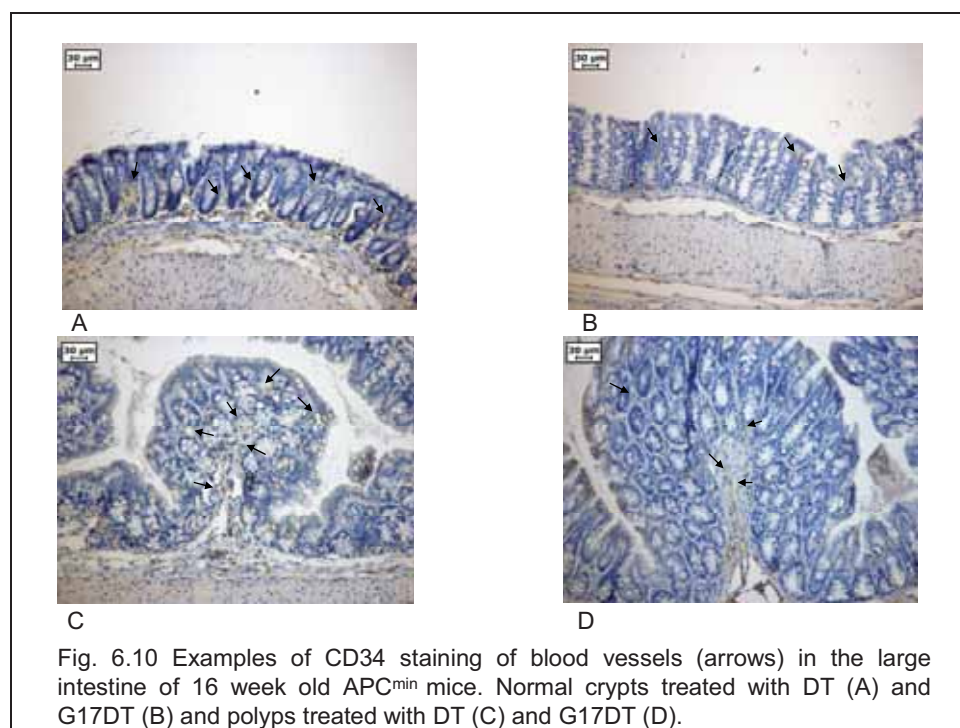 30 µm
30 µm
A
B
30 µm
30 µm
C
D
Fig. 6.10 Examples of CD34 staining of blood vessels (arrows) in the large
intestine of 16 week old APCmin mice. Normal crypts treated with DT (A) and
G17DT (B) and polyps treated with DT (C) and G17DT (D).